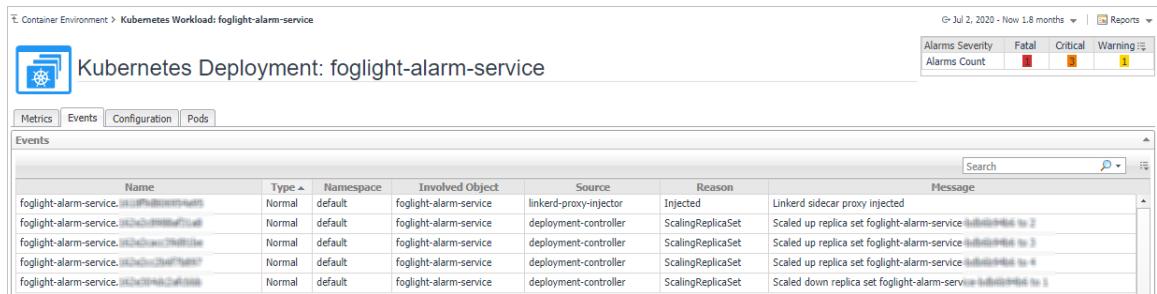 Container Environment > Kubernetes Workload: foglight-alarm-service
Jul 2, 2020 - Now 1.8 months
Reports
Kubernetes Deployment: foglight-alarm-service
Alarms Severity Fatal Critical Warning
Alarms Count 1 3 1
Metrics Events Configuration Pods
Events
Search
Name Type Namespace Involved Object Source Reason Message
foglight-alarm-service. Normal default foglight-alarm-service linkerd-proxy-injector Injected Linkerd sidecar proxy injected
foglight-alarm-service. Normal default foglight-alarm-service deployment-controller ScalingReplicaSet Scaled up replica set foglight-alarm-service to 2
foglight-alarm-service. Normal default foglight-alarm-service deployment-controller ScalingReplicaSet Scaled up replica set foglight-alarm-service to 3
foglight-alarm-service. Normal default foglight-alarm-service deployment-controller ScalingReplicaSet Scaled up replica set foglight-alarm-service to 4
foglight-alarm-service. Normal default foglight-alarm-service deployment-controller ScalingReplicaSet Scaled down replica set foglight-alarm-service to 1